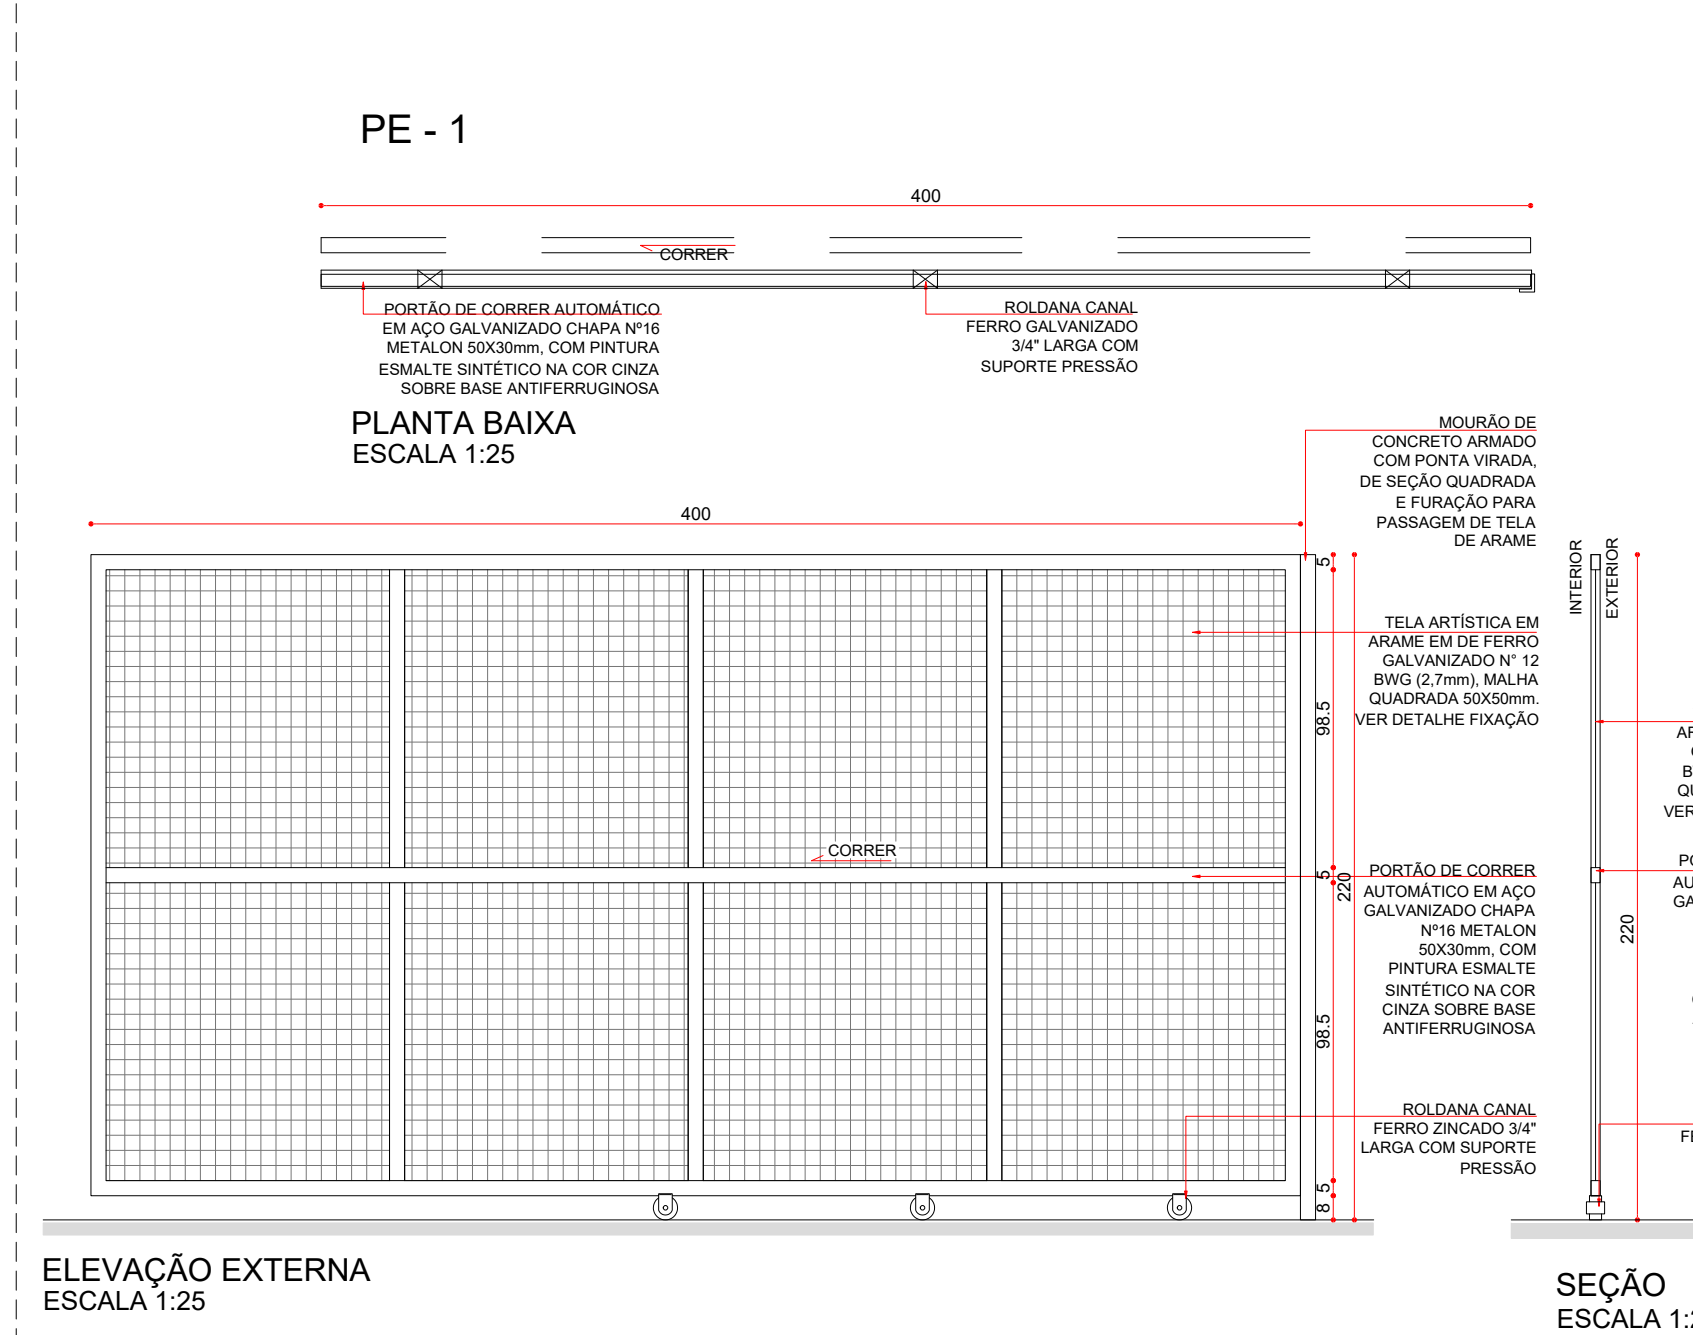 PE - 1
400
CORRER
PORTÃO DE CORRER AUTOMÁTICO
EM AÇO GALVANIZADO CHAPA Nº16
METALON 50X30mm, COM PINTURA
ESMALTE SINTÉTICO NA COR CINZA
SOBRE BASE ANTIFERRUGINOSA
ROLDANA CANAL
FERRO GALVANIZADO
3/4" LARGA COM
SUPORTE PRESSÃO
PLANTA BAIXA
ESCALA 1:25
MOURÃO DE
CONCRETO ARMADO
COM PONTA VIRADA,
DE SEÇÃO QUADRADA
E FURAÇÃO PARA
PASSAGEM DE TELA
DE ARAME
400
5
98.5
5
98.5
5
8
220
CORRER
TELA ARTÍSTICA EM
ARAME EM DE FERRO
GALVANIZADO N° 12
BWG (2,7mm), MALHA
QUADRADA 50X50mm.
VER DETALHE FIXAÇÃO
PORTÃO DE CORRER
AUTOMÁTICO EM AÇO
GALVANIZADO CHAPA
Nº16 METALON
50X30mm, COM
PINTURA ESMALTE
SINTÉTICO NA COR
CINZA SOBRE BASE
ANTIFERRUGINOSA
ROLDANA CANAL
FERRO ZINCADO 3/4"
LARGA COM SUPORTE
PRESSÃO
ELEVAÇÃO EXTERNA
ESCALA 1:25
INTERIOR
EXTERIOR
220
VER
SEÇÃO
ESCALA 1:2